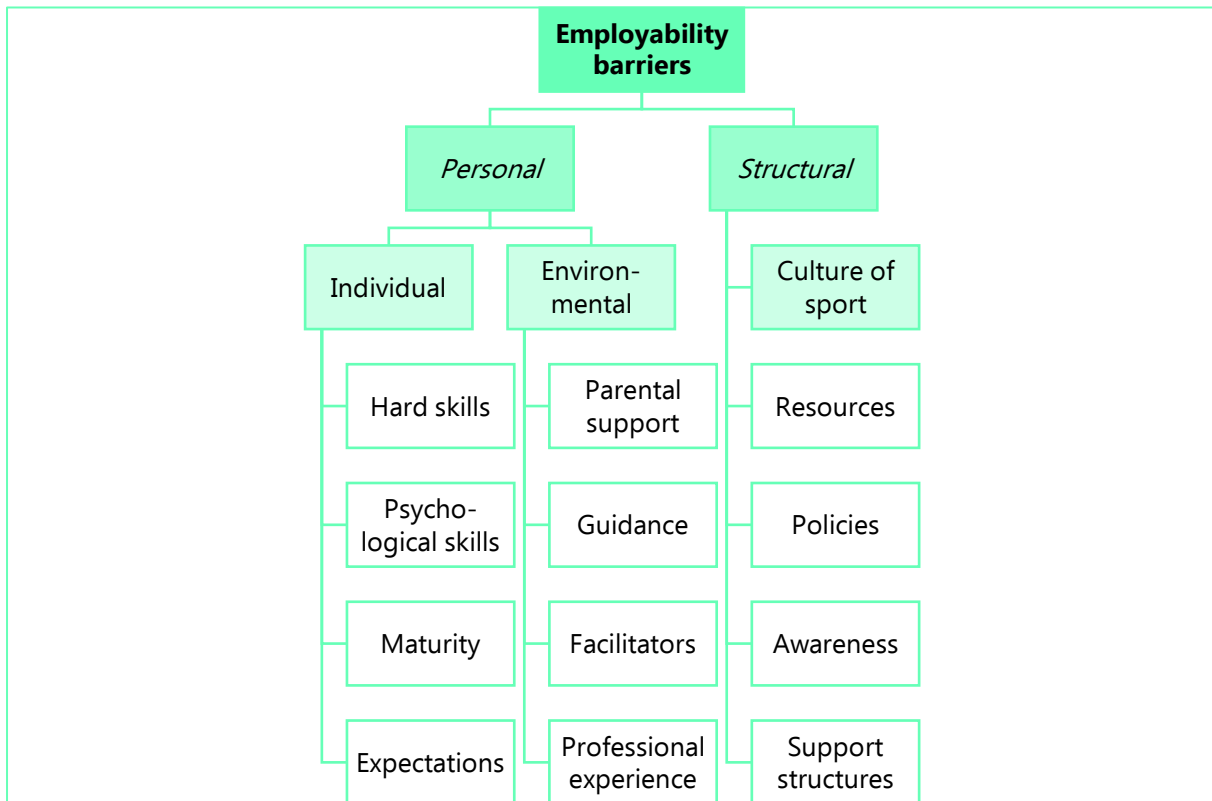 Employability
barriers
Personal
Structural
Individual
Environ-
mental
Culture of
sport
Hard skills
Parental
support
Resources
Psycho-
logical skills
Guidance
Policies
Maturity
Facilitators
Awareness
Expectations
Professional
experience
Support
structures